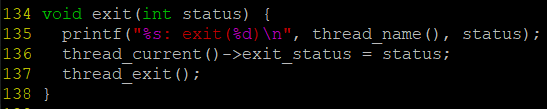 134 void exit(int status) {
135   printf("%s: exit(%d)\n", thread_name(), status);
136   thread_current()->exit_status = status;
137   thread_exit();
138 }